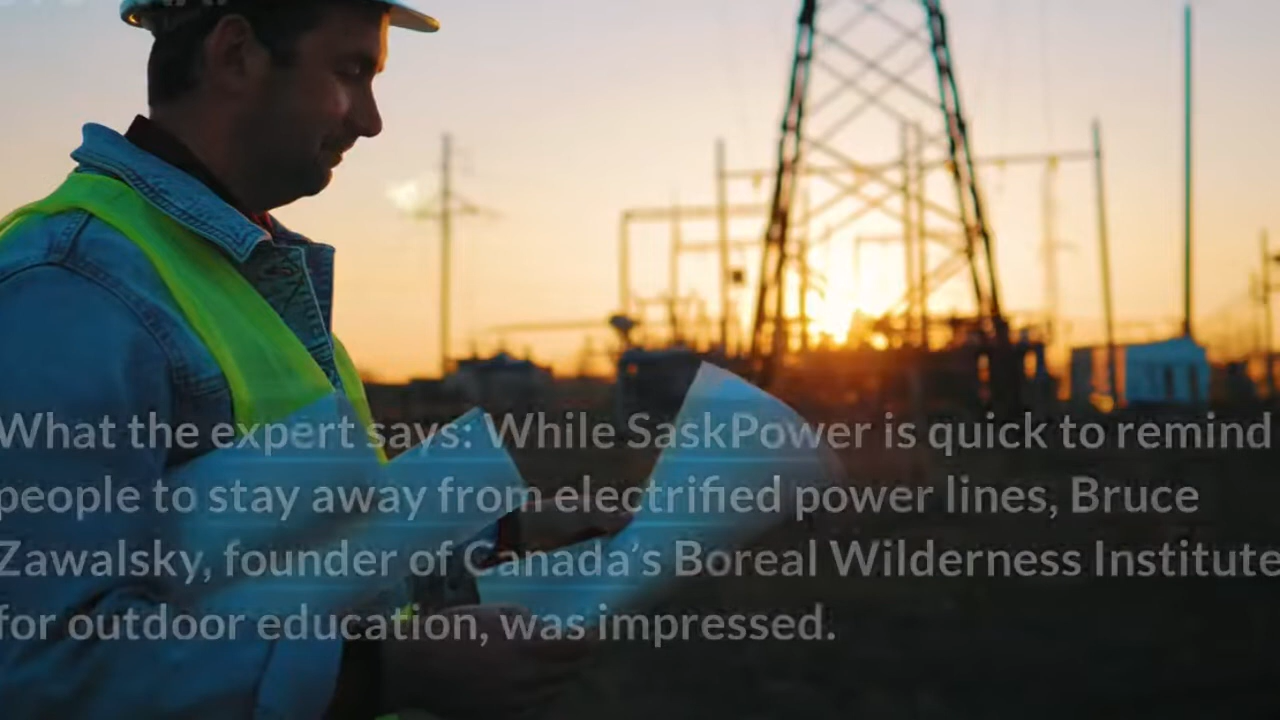 What the expert says: While SaskPower is quick to remind
people to stay away from electrified power lines, Bruce
Zawalsky, founder of Canada's Boreal Wilderness Institute
for outdoor education, was impressed.